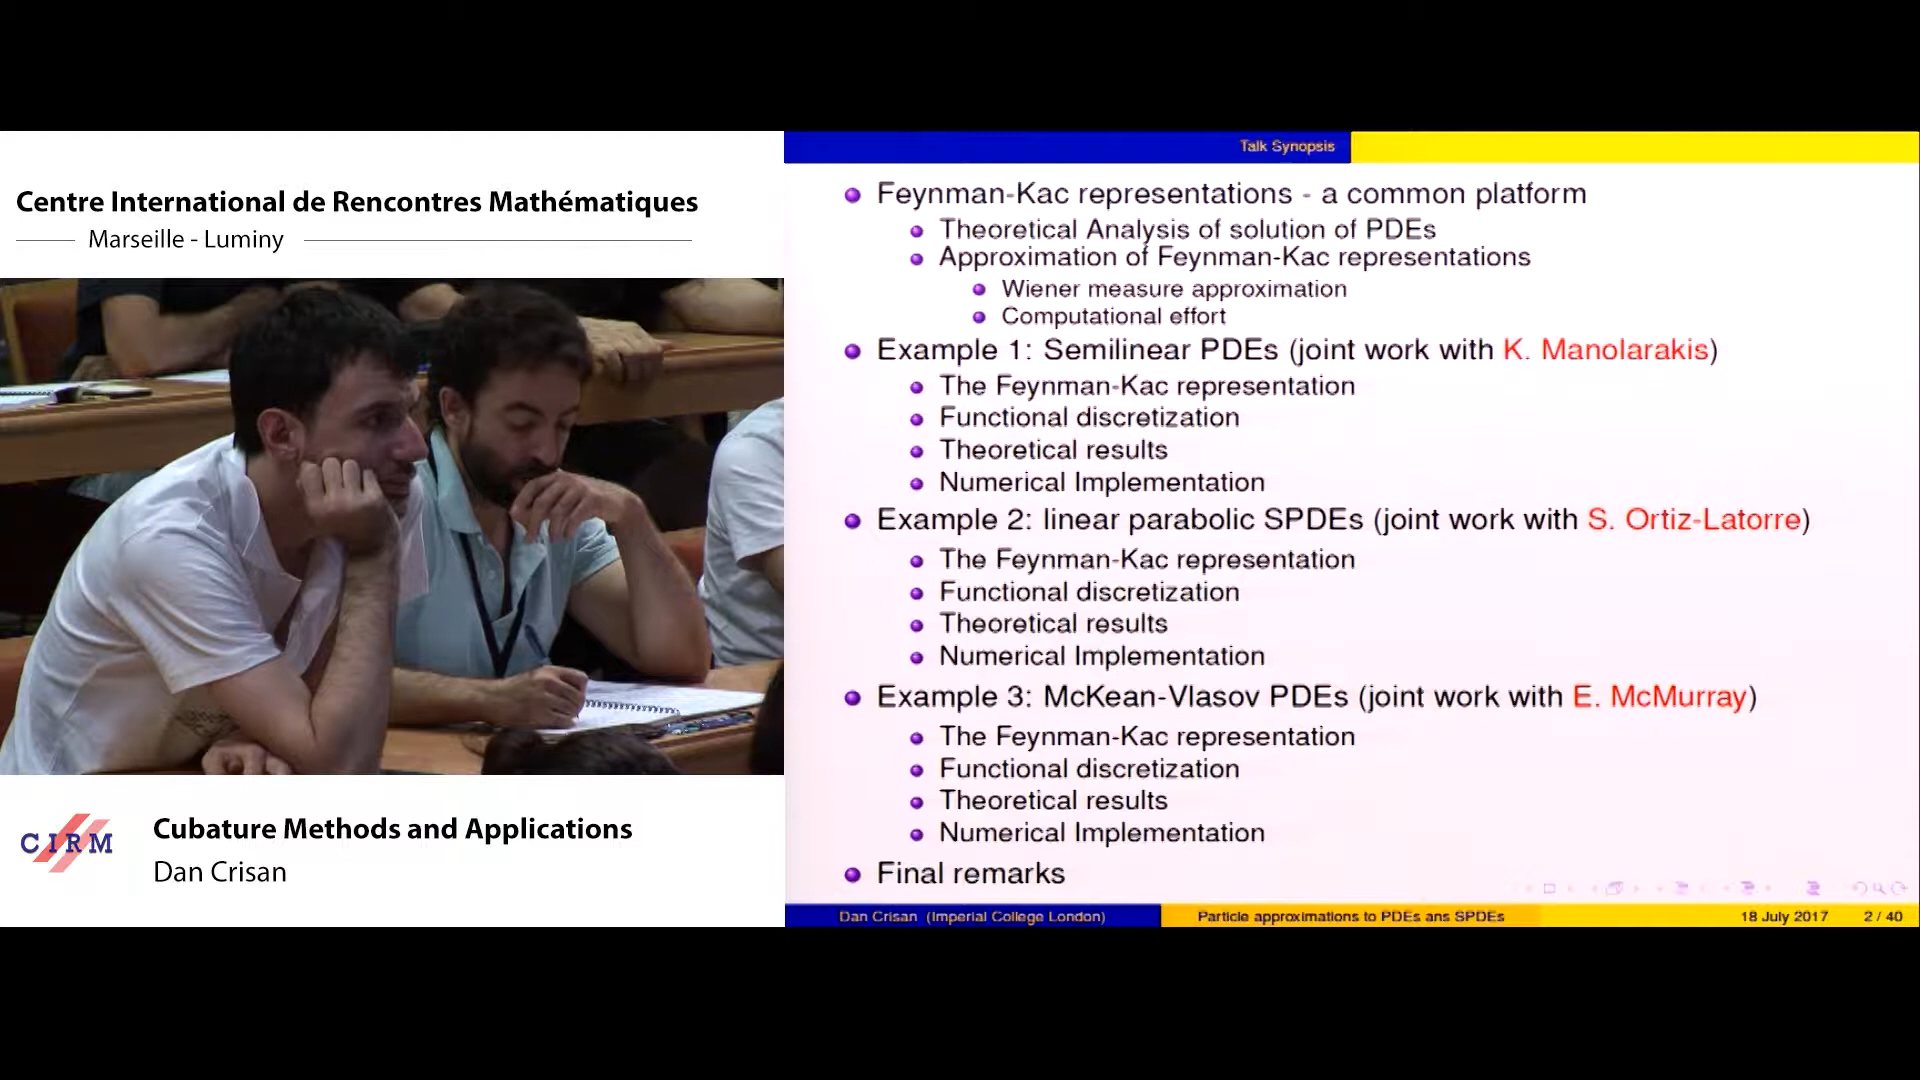 Centre International de Rencontres Mathématiques
Marseille - Luminy
CIRM
Cubature Methods and Applications
Dan Crisan
Talk Synopsis
Feynman-Kac representations - a common platform
Theoretical Analysis of solution of PDEs
Approximation of Feynman-Kac representations
Wiener measure approximation
Computational effort
Example 1: Semilinear PDEs (joint work with K. Manolarakis)
The Feynman-Kac representation
Functional discretization
Theoretical results
Numerical Implementation
Example 2: linear parabolic SPDEs (joint work with S. Ortiz-Latorre)
The Feynman-Kac representation
Functional discretization
Theoretical results
Numerical Implementation
Example 3: McKean-Vlasov PDEs (joint work with E. McMurray)
The Feynman-Kac representation
Functional discretization
Theoretical results
Numerical Implementation
Final remarks
Dan Crisan (Imperial College London)
Particle approximations to PDEs ans SPDEs
18 July 2017
2 / 40